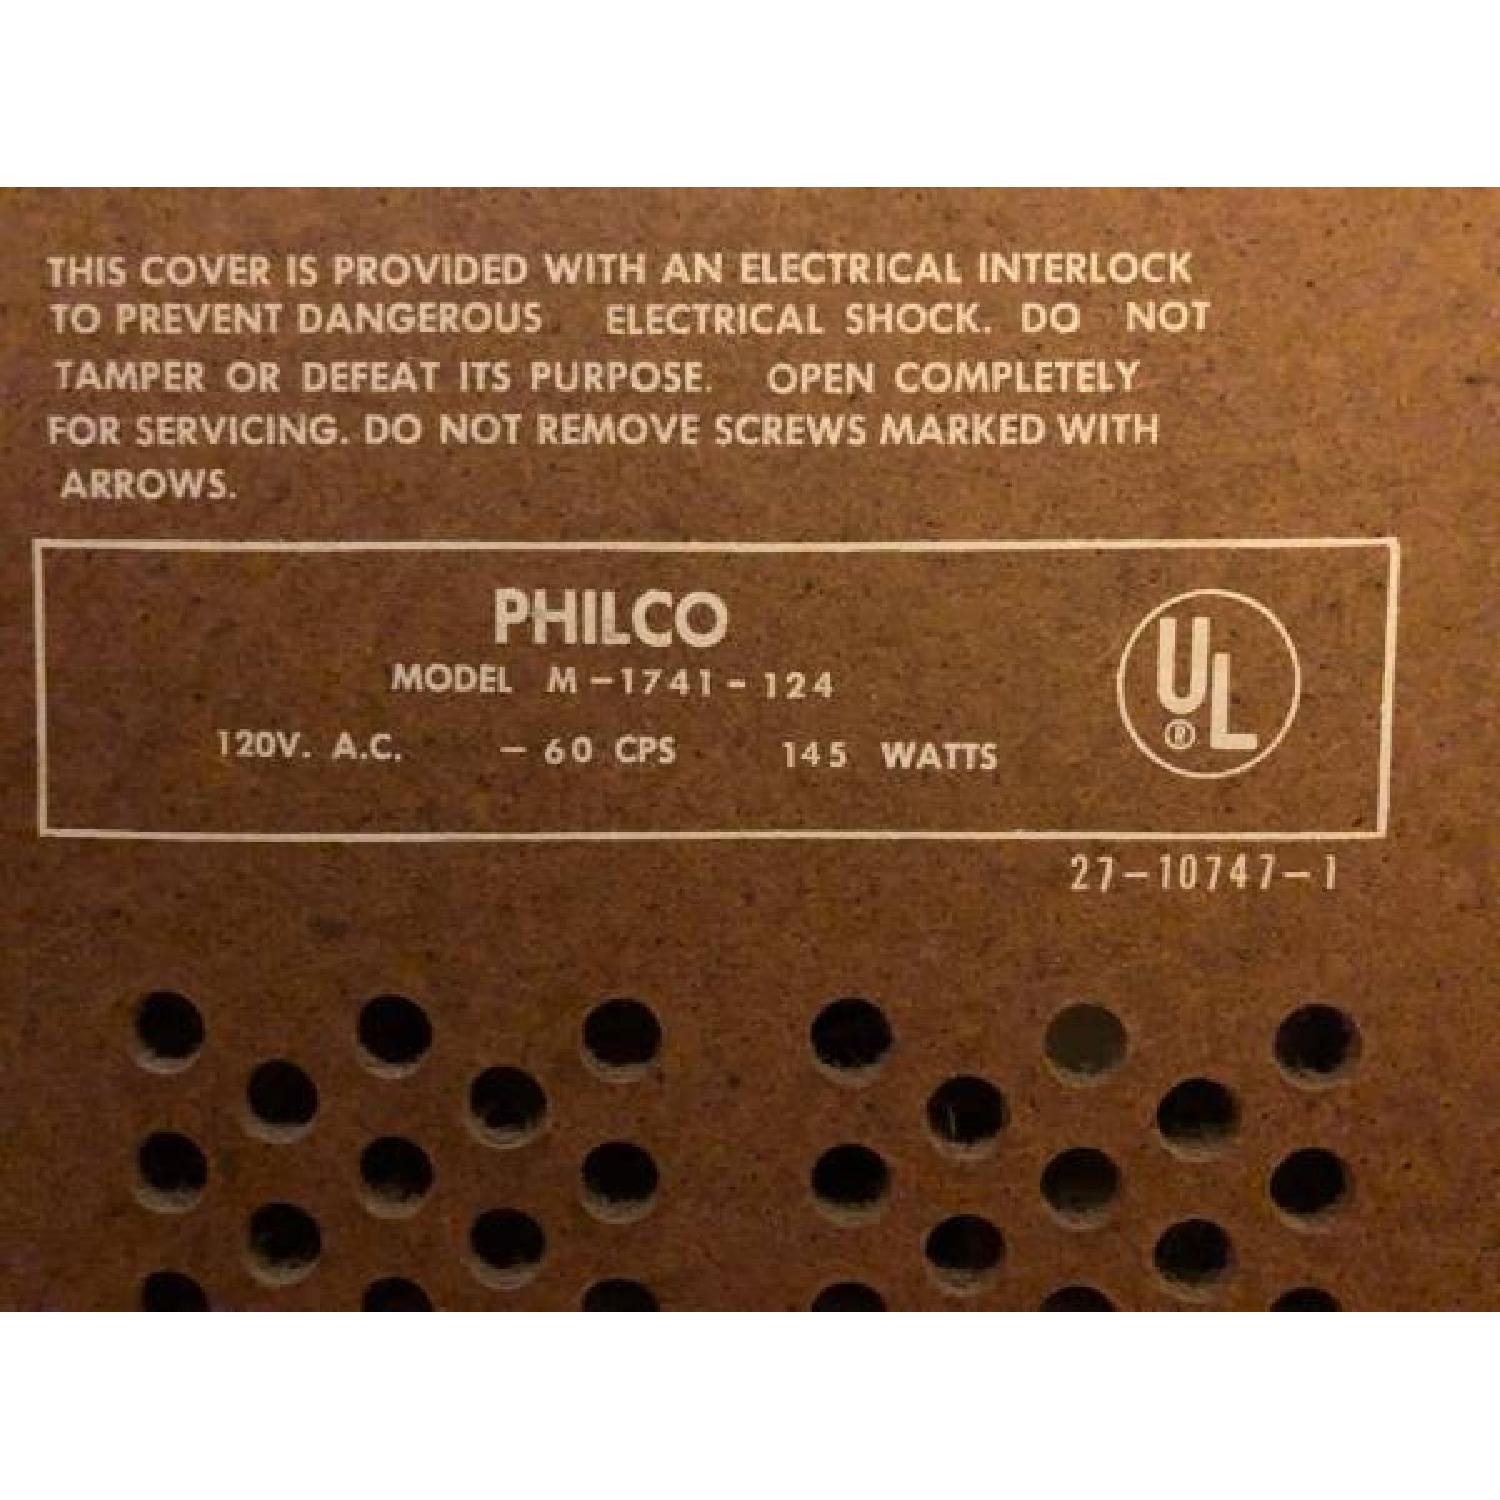 THIS COVER IS PROVIDED WITH AN ELECTRICAL INTERLOCK
TO PREVENT DANGEROUS ELECTRICAL SHOCK. DO NOT
TAMPER OR DEFEAT ITS PURPOSE. OPEN COMPLETELY
FOR SERVICING. DO NOT REMOVE SCREWS MARKED WITH
ARROWS.
PHILCO
MODEL M-1741-124
120V. A.C. - 60 CPS 145 WATTS
UL
®
27-10747-1